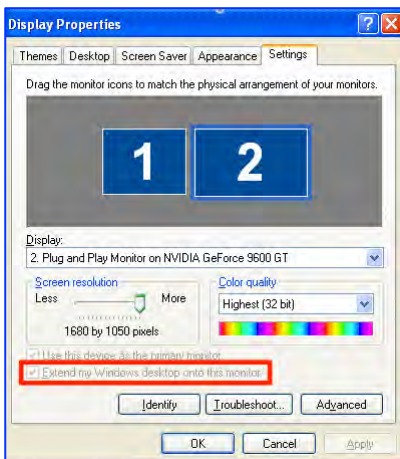 Display Properties
Themes Desktop Screen Saver Appearance Settings
Drag the monitor icons to match the physical arrangement of your monitors.
1 2
Display:
2. Plug and Play Monitor on NVIDIA GeForce 9600 GT
Screen resolution Color quality
Less More Highest (32 bit)
1680 by 1050 pixels
Use this device as the primary monitor.
Extend my Windows desktop onto this monitor.
Identify Troubleshoot... Advanced
OK Cancel Apply